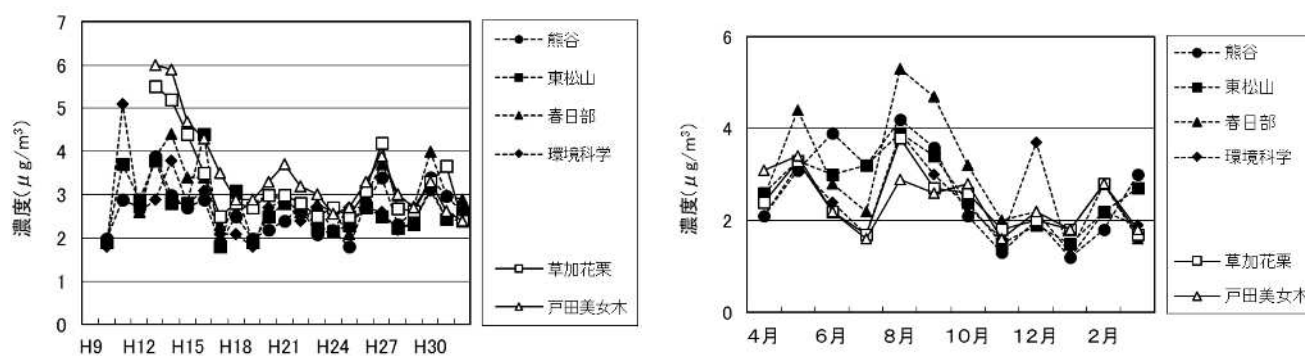 濃度(μg/m³)
7
6
5
4
3
2
1
0
H9 H12 H15 H18 H21 H24 H27 H30
熊谷
東松山
春日部
環境科学
草加花栗
戸田美女木
濃度(μg/m³)
6
4
2
0
4月 6月 8月 10月 12月 2月
熊谷
東松山
春日部
環境科学
草加花栗
戸田美女木